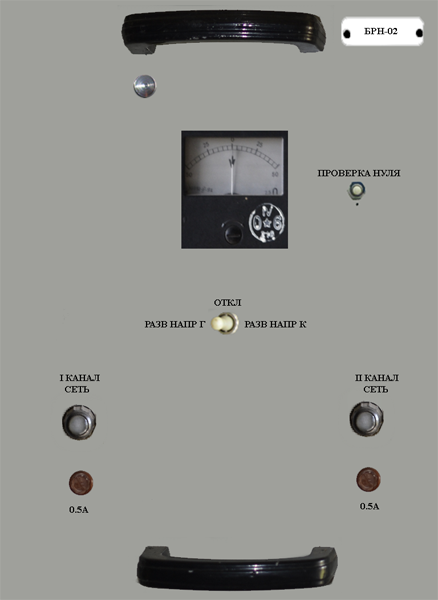 БРН-02
ПРОВЕРКА НУЛЯ
ОТКЛ
РАЗВ НАПР Г
РАЗВ НАПР К
I КАНАЛ
СЕТЬ
II КАНАЛ
СЕТЬ
0.5А
0.5А